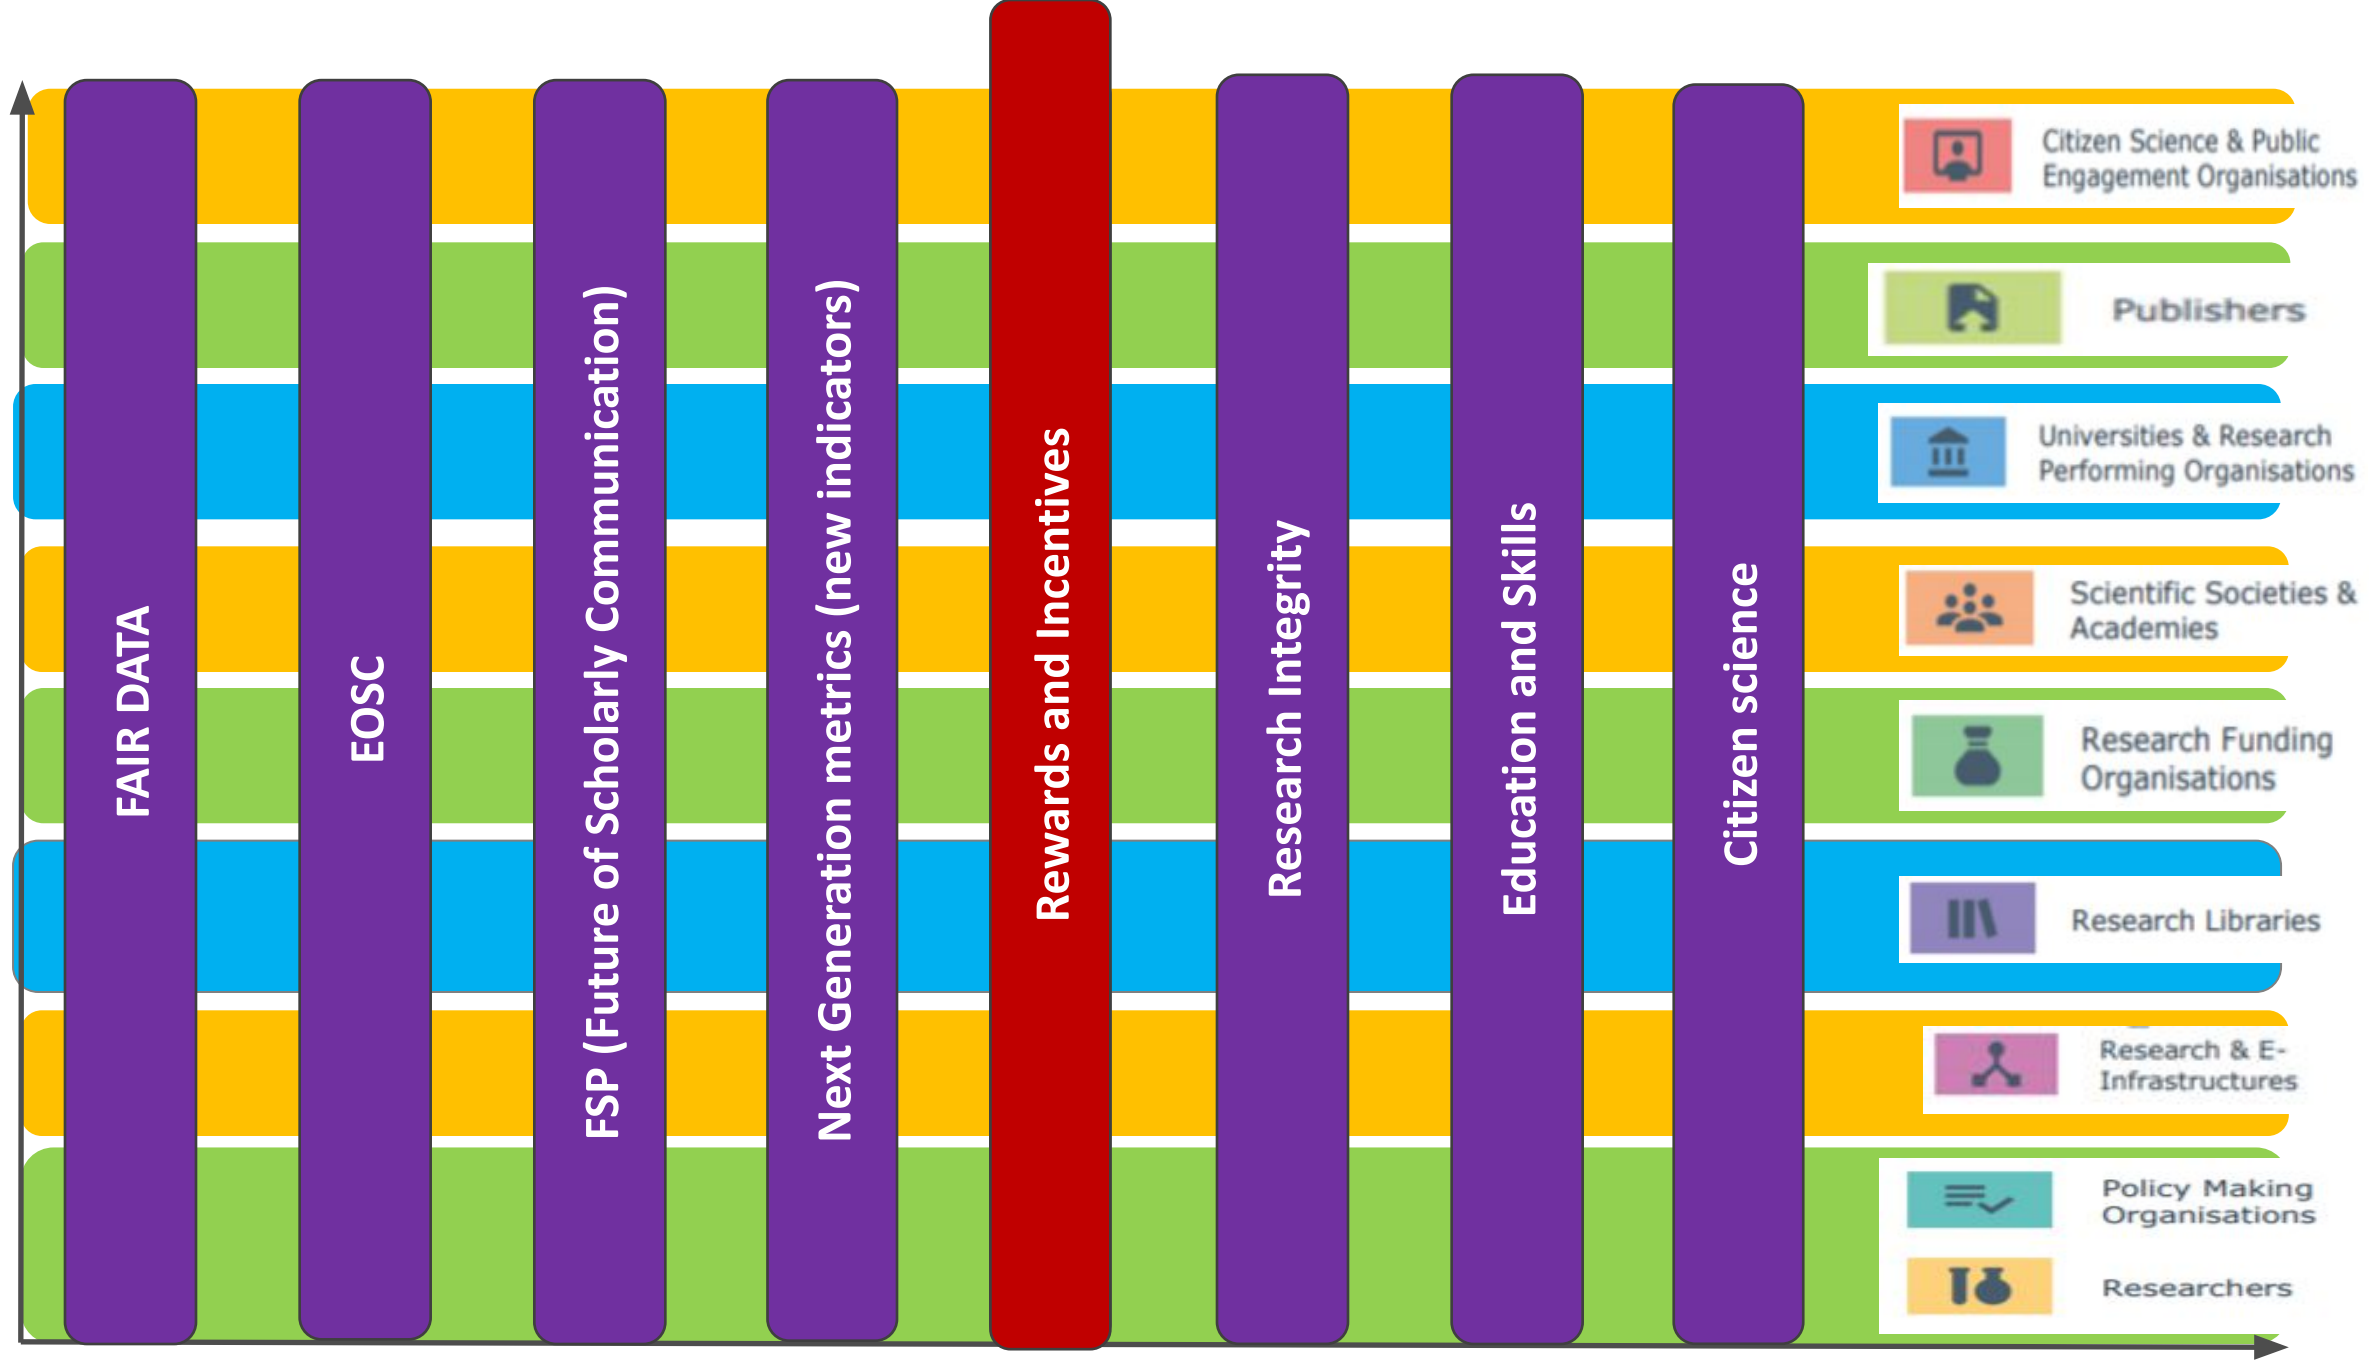 FAIR DATA
EOSC
FSP (Future of Scholarly Communication)
Next Generation metrics (new indicators)
Rewards and Incentives
Research Integrity
Education and Skills
Citizen science
Citizen Science & Public
Engagement Organisations
Publishers
Universities & Research
Performing Organisations
Scientific Societies &
Academies
Research Funding
Organisations
Research Libraries
Research & E-
Infrastructures
Policy Making
Organisations
Researchers